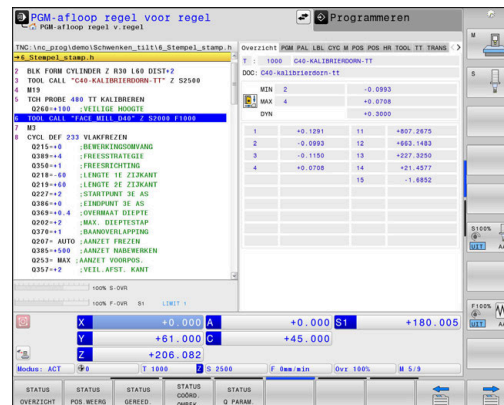 PGM-afloop regel voor regel
PGM-afloop regel v.regel
Programmeren
TNC:\nc_prog\demo\Schwenken_tilt\6_Stempel_stamp.h
→6_Stempel_stamp.h
2 BLK FORM CYLINDER Z R30 L60 DIST+2
3 TOOL CALL "C40-KALIBRIERDORN-TT" Z S2500
4 M19
5 TCH PROBE 480 TT KALIBREREN
Q260=+100 ;VEILIGE HOOGTE
6 TOOL CALL "FACE_MILL_D40" Z S2000 F1000
7 M3
8 CYCL DEF 233 VLAKFREZEN
Q215=+0 ;BEWERKINGSOMVANG
Q389=+4 ;FREESSTRATEGIE
Q350=+1 ;FREESRICHTING
Q218=-60 ;LENGTE 1E ZIJKANT
Q219=+60 ;LENGTE 2E ZIJKANT
Q227=+2 ;STARTPUNT 3E AS
Q386=+0 ;EINDPUNT 3E AS
Q369=+0.4 ;OVERMAAT DIEPTE
Q202=+2 ;MAX. DIEPTESTAP
Q370=+1 ;BAANOVERLAPPING
Q207= AUTO ;AANZET FREZEN
Q385=+500 ;AANZET NABEWERKEN
Q253= MAX ;AANZET VOORPOS.
Q357=+2 ;VEIL.AFST. KANT
Overzicht PGM PAL LBL CYC M POS POS HR TOOL TT TRANS
T : 1000 C40-KALIBRIERDORN-TT
DOC: C40-kalibrierdorn-tt
MIN 2 -0.0993
MAX 4 +0.0708
DYN +0.3000
1 +0.1291 11 +807.2675
2 -0.0993 12 +663.1483
3 -0.1150 13 +227.3250
4 +0.0708 14 +21.4577
15 -1.6852
100% S-OVR
100% F-OVR S1 LIMIT 1
X +0.000 A +0.000 S1 +180.005
Y +61.000 C +45.000
Z +206.082
Modus: ACT 0 T 1000 Z S 2500 F 0mm/min Ovr 100% M 5/9
STATUS OVERZICHT
STATUS POS.WEERG
STATUS GEREED.
STATUS COÖRD.
STATUS Q PARAM.
M
S
S100%
UIT
F100%
UIT